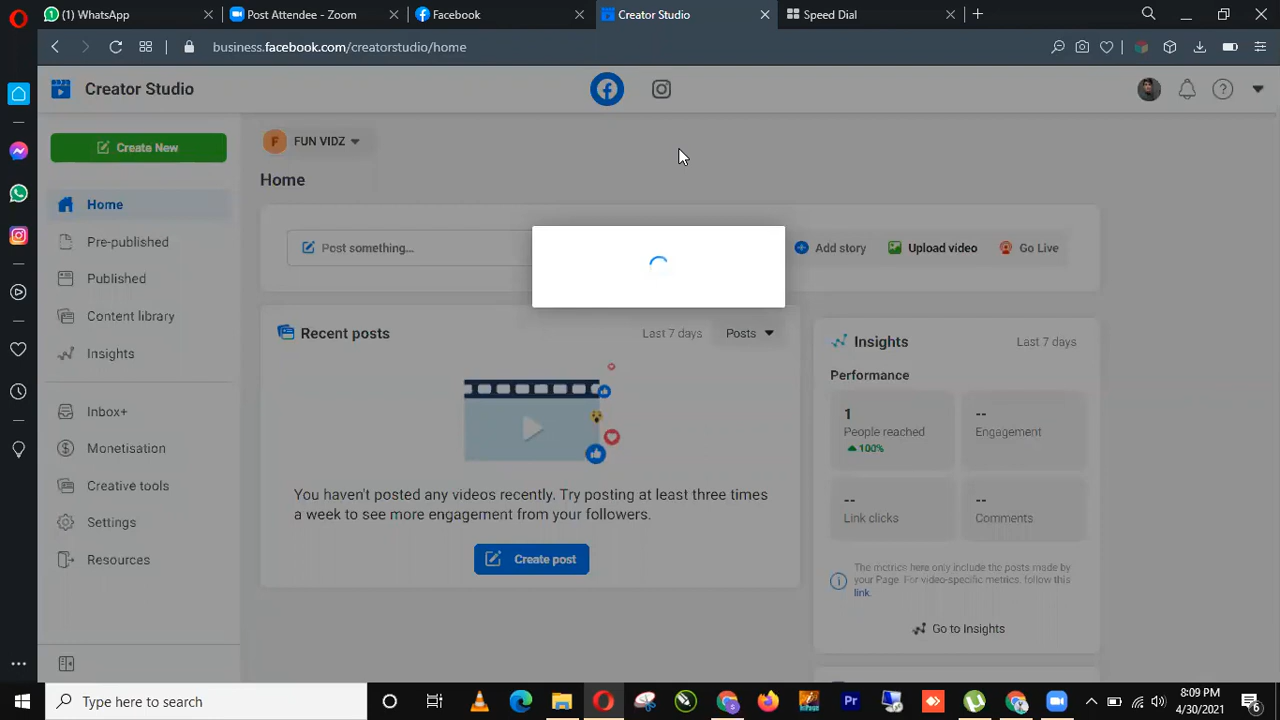 (1) WhatsApp
Post Attendee - Zoom
Facebook
Creator Studio
Speed Dial
business.facebook.com/creatorstudio/home
Creator Studio
Create New
Home
Pre-published
Published
Content library
Insights
Inbox+
Monetisation
Creative tools
Settings
Resources
F FUN VIDZ
Home
Post something...
Add story
Upload video
Go Live
Recent posts
Last 7 days
Posts
You haven't posted any videos recently. Try posting at least three times
a week to see more engagement from your followers.
Create post
Insights
Last 7 days
Performance
1
People reached
100%
--
Engagement
--
Link clicks
--
Comments
The metrics here only include the posts made by
your Page. For video-specific metrics, follow this
link.
Go to Insights
Type here to search
Pr
8:09 PM
4/30/2021
6